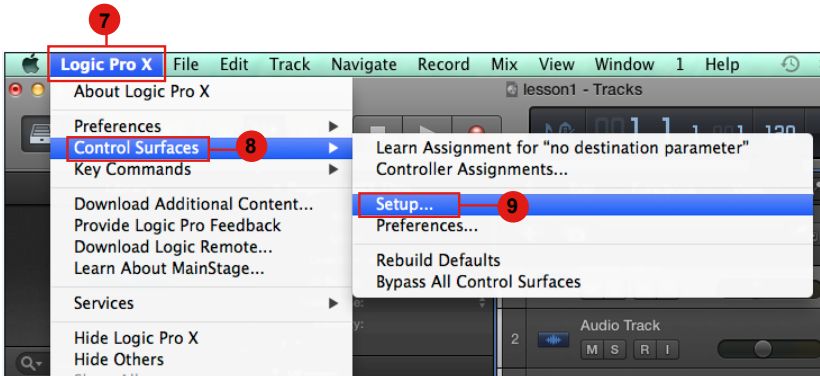 7
Logic Pro X File Edit Track Navigate Record Mix View Window 1 Help
lesson1 - Tracks
About Logic Pro X
Preferences
Control Surfaces
8
Key Commands
Download Additional Content...
Provide Logic Pro Feedback
Download Logic Remote...
Learn About MainStage...
Services
Hide Logic Pro X
Hide Others
Learn Assignment for "no destination parameter"
Controller Assignments...
Setup...
9
Preferences...
Rebuild Defaults
Bypass All Control Surfaces
2
Audio Track
M S R I